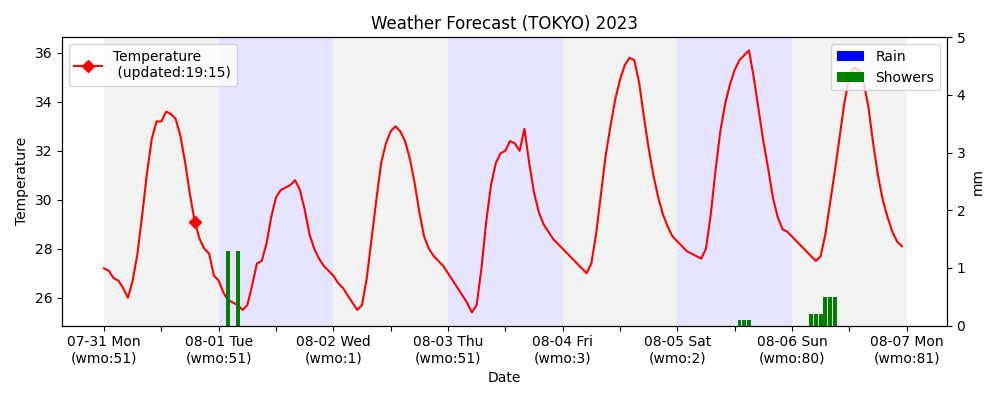 Weather Forecast (TOKYO) 2023
Temperature
(updated:19:15)
Rain
Showers
36
34
32
30
28
26
Temperature
5
4
3
2
1
0
mm
07-31 Mon 08-01 Tue 08-02 Wed 08-03 Thu 08-04 Fri 08-05 Sat 08-06 Sun 08-07 Mon
(wmo:51) (wmo:51) (wmo:1) (wmo:51) (wmo:3) (wmo:2) (wmo:80) (wmo:81)
Date